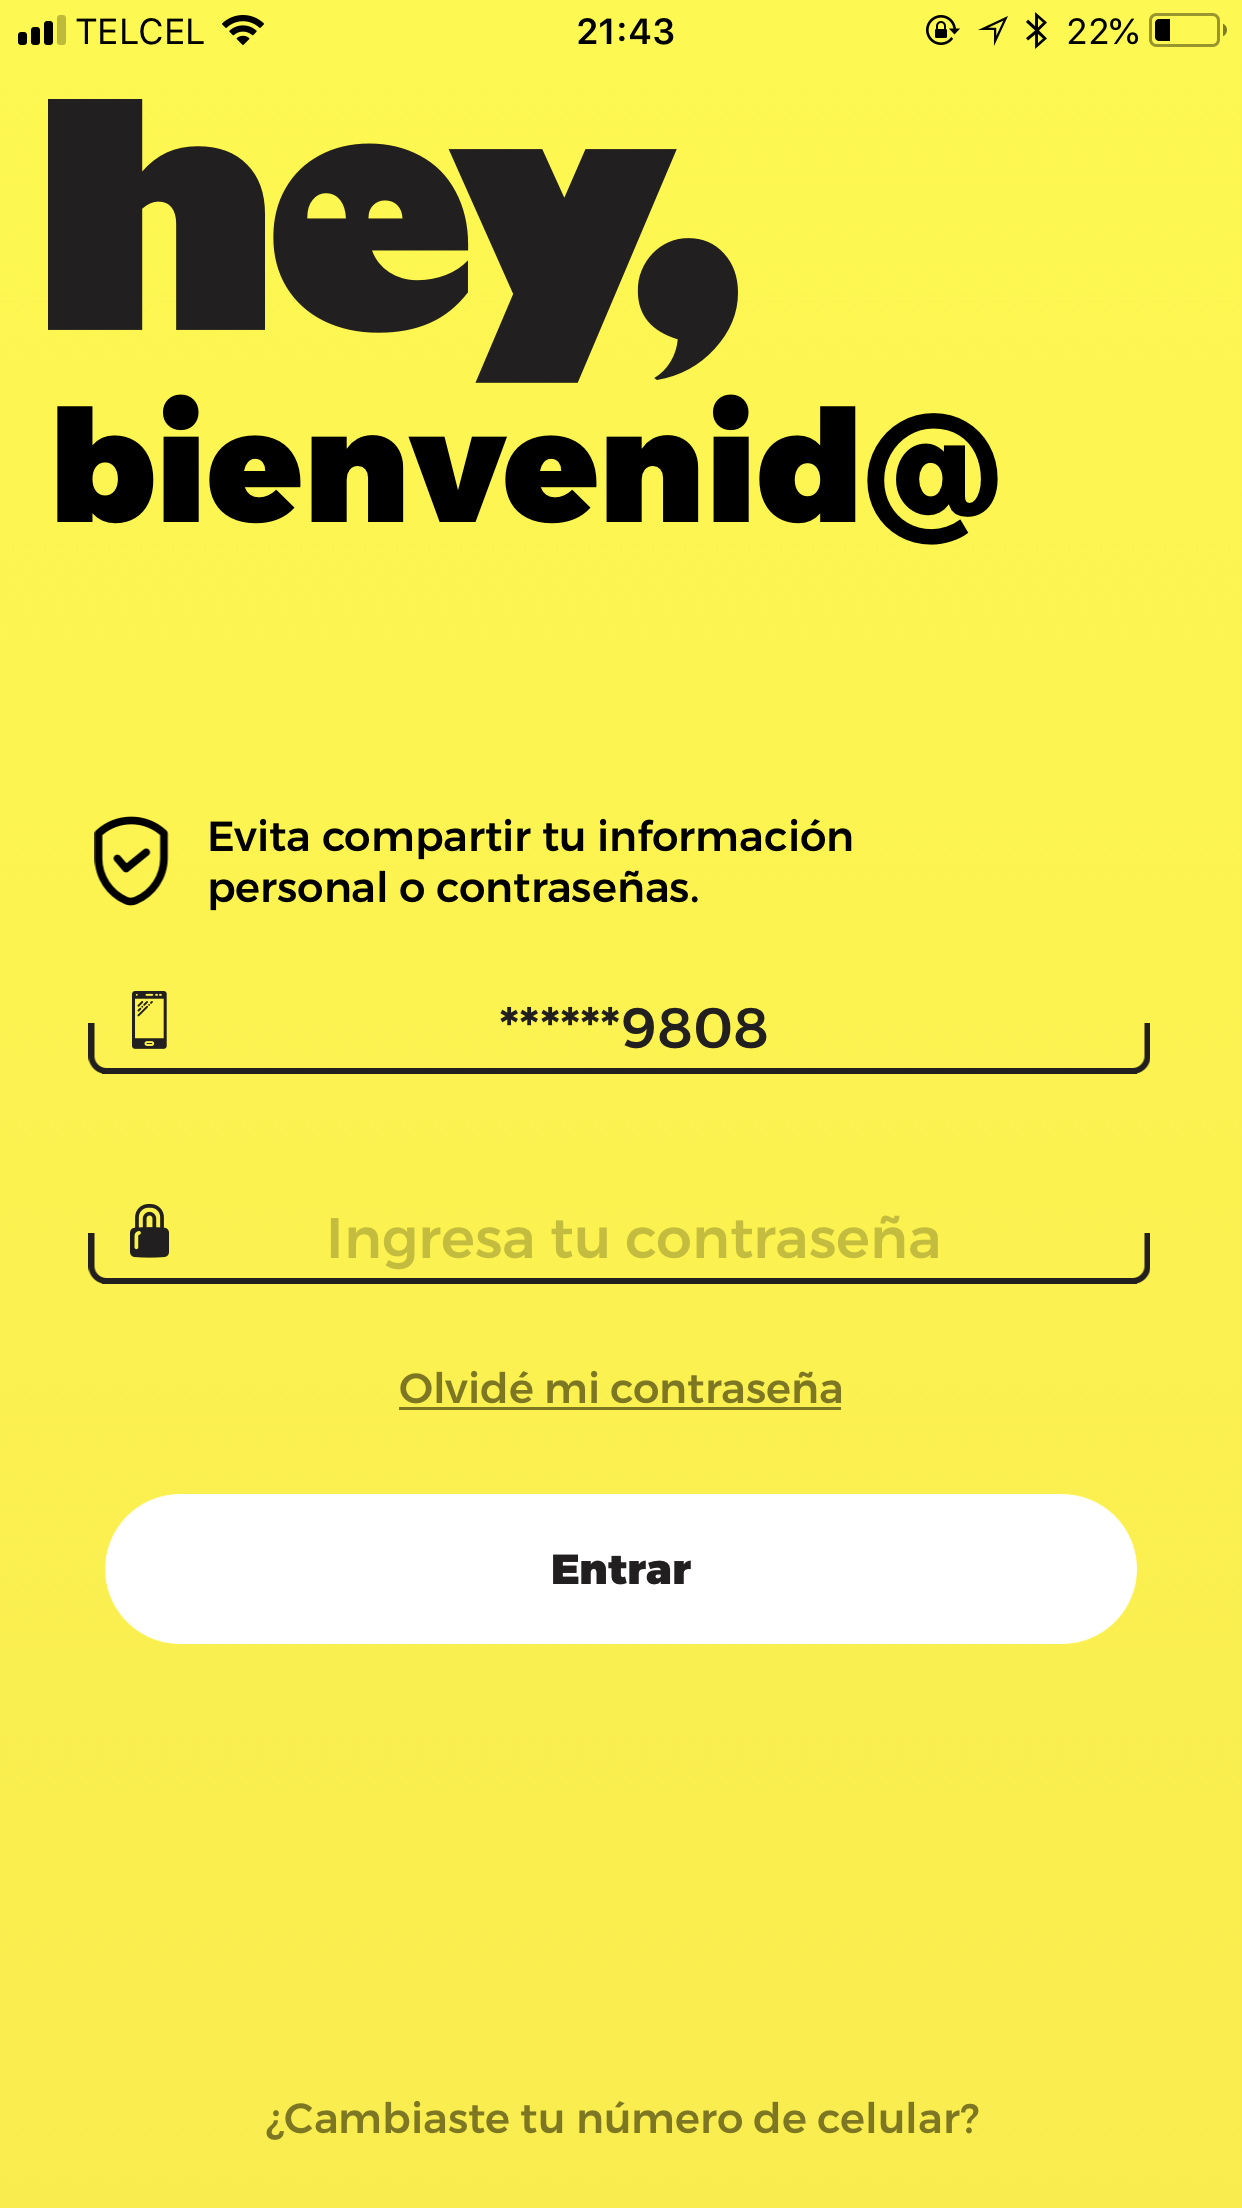 TELCEL 21:43 22%
hey,
bienvenid@
Evita compartir tu información
personal o contraseñas.
******9808
Ingresa tu contraseña
Olvidé mi contraseña
Entrar
¿Cambiaste tu número de celular?